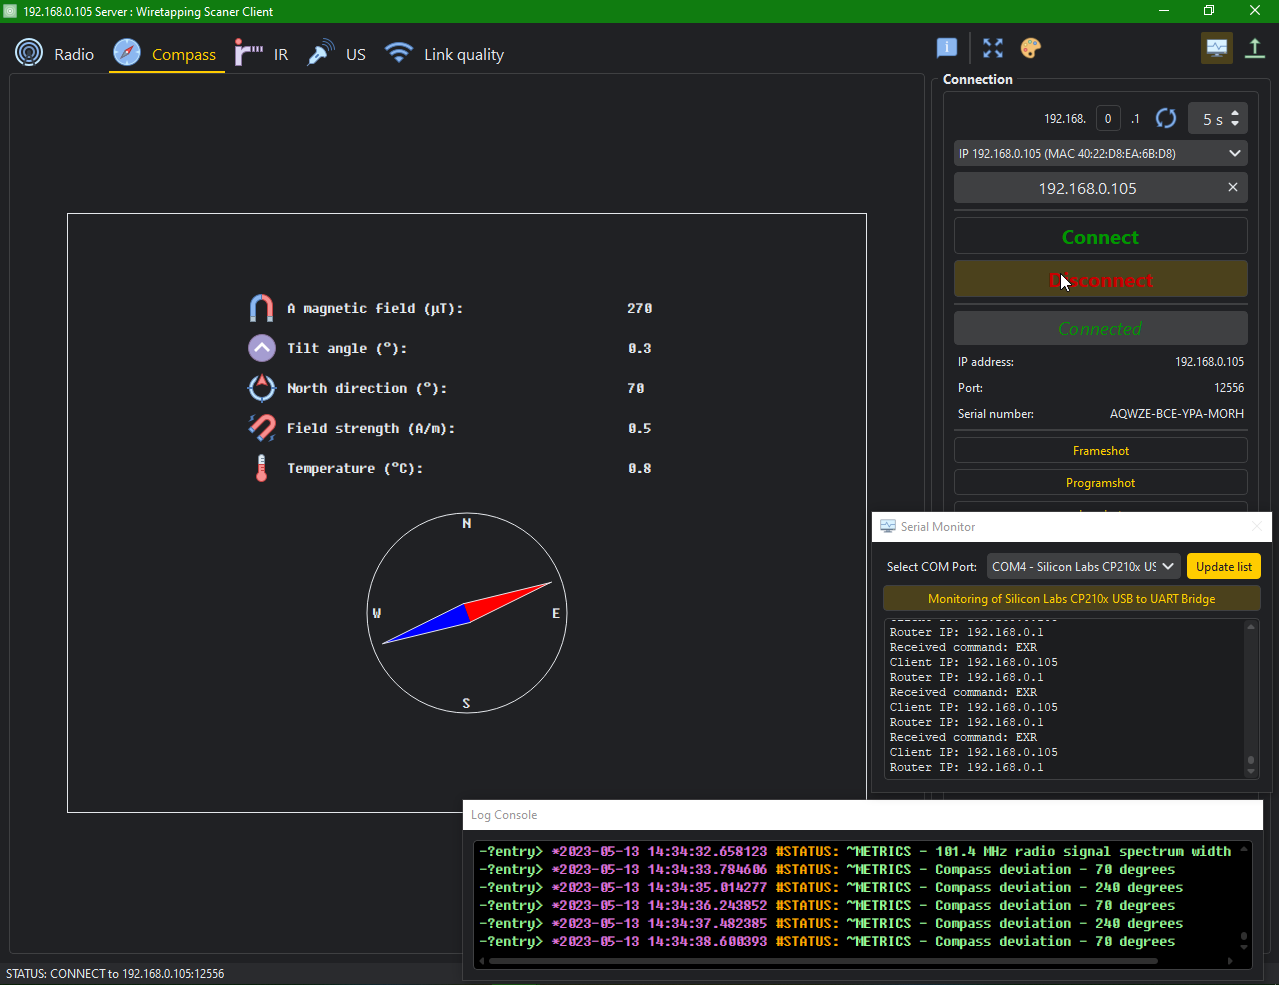 192.168.0.105 Server : Wiretapping Scaner Client
Radio
Compass
IR
US
Link quality
Connection
192.168. 0 .1
5 s
IP 192.168.0.105 (MAC 40:22:D8:EA:6B:D8)
192.168.0.105
Connect
Disconnect
Connected
IP address: 192.168.0.105
Port: 12556
Serial number: AQWZE-BCE-YPA-MORH
Frameshot
Programshot
A magnetic field (µT): 270
Tilt angle (º): 0.3
North direction (º): 70
Field strength (A/m): 0.5
Temperature (ºC): 0.8
N
W
E
S
Serial Monitor
Select COM Port: COM4 - Silicon Labs CP210x US
Update list
Monitoring of Silicon Labs CP210x USB to UART Bridge
Router IP: 192.168.0.1
Received command: EXR
Client IP: 192.168.0.105
Router IP: 192.168.0.1
Received command: EXR
Client IP: 192.168.0.105
Router IP: 192.168.0.1
Received command: EXR
Client IP: 192.168.0.105
Router IP: 192.168.0.1
Log Console
-?entry> *2023-05-13 14:34:32.658123 #STATUS: ~METRICS - 101.4 MHz radio signal spectrum width
-?entry> *2023-05-13 14:34:33.784606 #STATUS: ~METRICS - Compass deviation - 70 degrees
-?entry> *2023-05-13 14:34:35.014277 #STATUS: ~METRICS - Compass deviation - 240 degrees
-?entry> *2023-05-13 14:34:36.243852 #STATUS: ~METRICS - Compass deviation - 70 degrees
-?entry> *2023-05-13 14:34:37.482385 #STATUS: ~METRICS - Compass deviation - 240 degrees
-?entry> *2023-05-13 14:34:38.600393 #STATUS: ~METRICS - Compass deviation - 70 degrees
STATUS: CONNECT to 192.168.0.105:12556